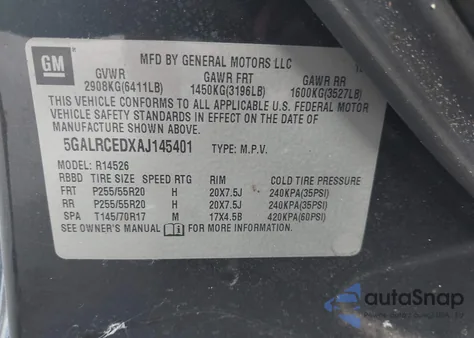 GM
MFD BY GENERAL MOTORS LLC
GVWR GAWR FRT GAWR RR
2908KG(6411LB) 1450KG(3196LB) 1600KG(3527LB)
THIS VEHICLE CONFORMS TO ALL APPLICABLE U.S. FEDERAL MOTOR
VEHICLE SAFETY STANDARDS IN EFFECT ON THE DATE OF
5GALRCEDXAJ145401 TYPE: M.P.V.
MODEL: R14526
RBBD TIRE SIZE SPEED RTG RIM COLD TIRE PRESSURE
FRT P255/55R20 H 20X7.5J 240KPA(35PSI)
RR P255/55R20 H 20X7.5J 240KPA(35PSI)
SPA T145/70R17 M 17X4.5B 420KPA(60PSI)
SEE OWNER'S MANUAL FOR MORE INFORMATION
autoSnap